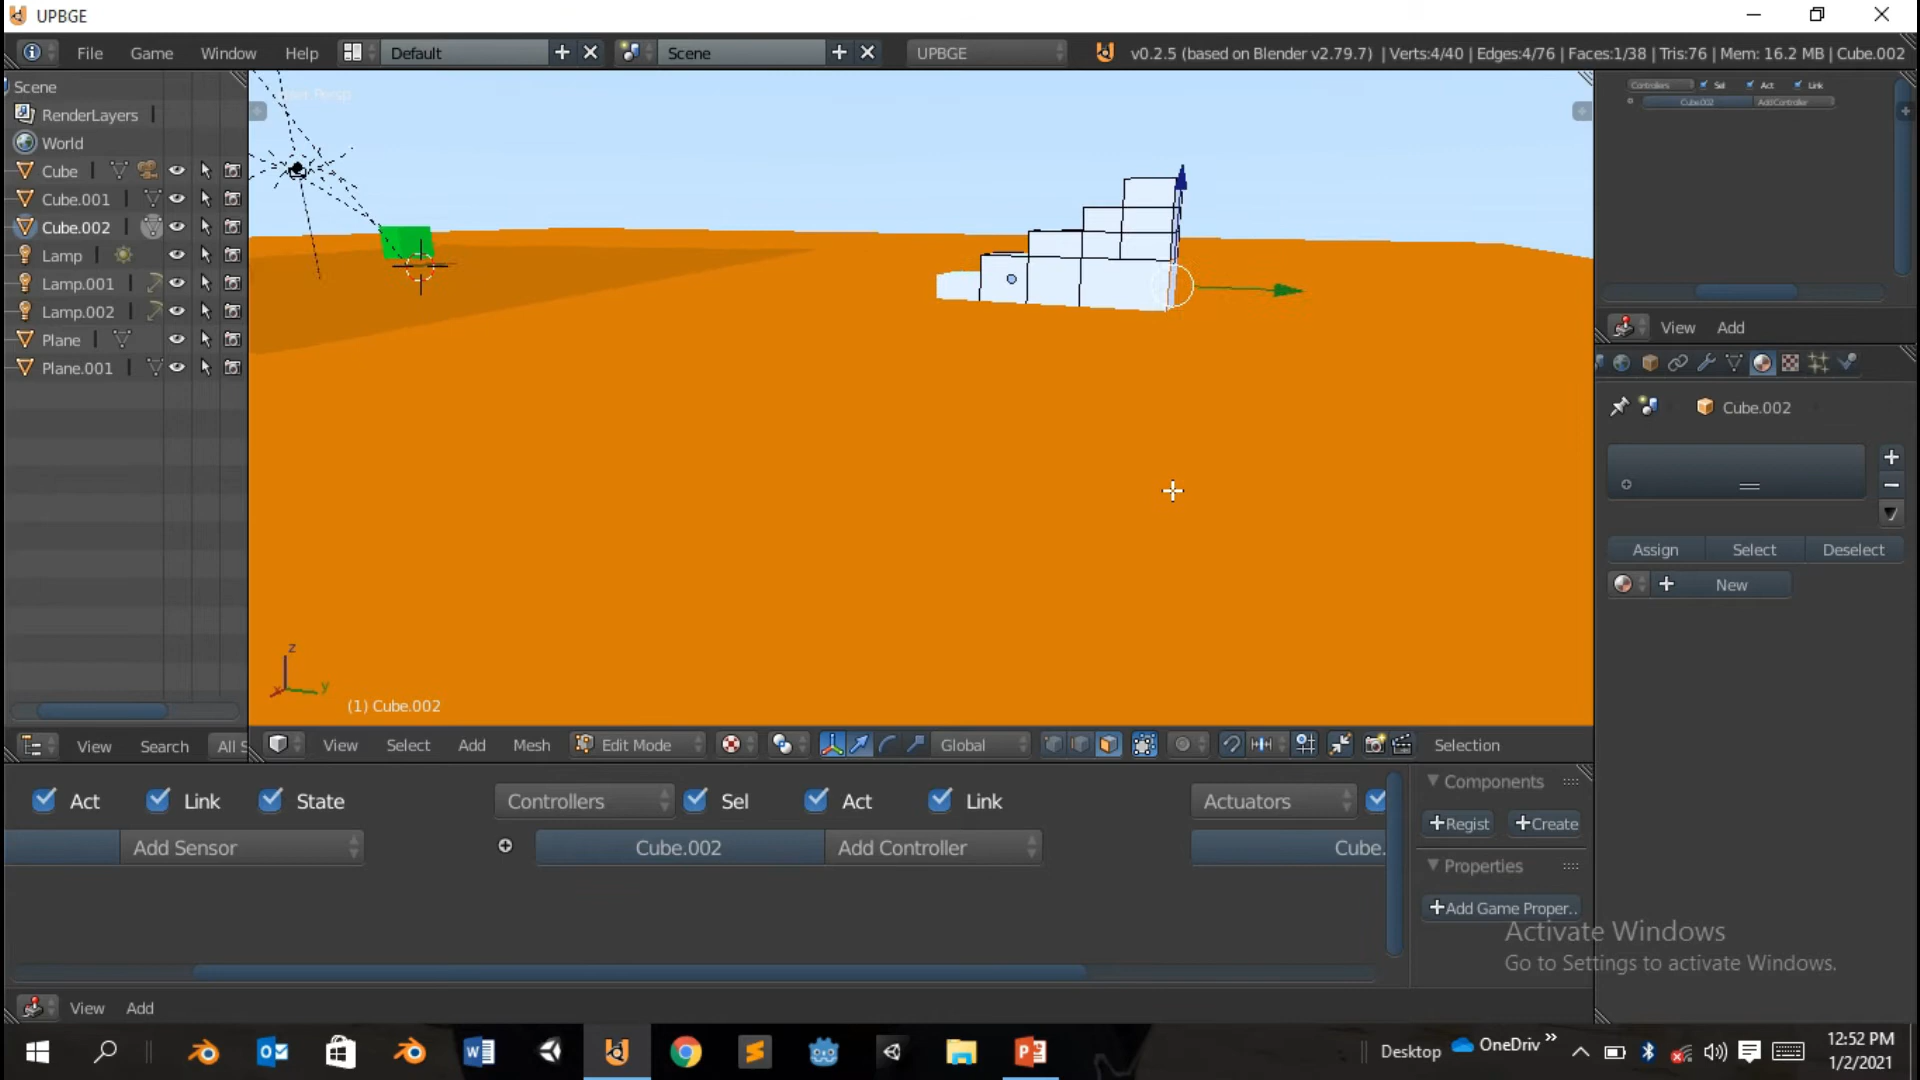 UPBGE
File Game Window Help Default Scene UPBGE v0.2.5 (based on Blender v2.79.7) | Verts:4/40 | Edges:4/76 | Faces:1/38 | Tris:76 | Mem: 16.2 MB | Cube.002
Scene
RenderLayers
World
Cube
Cube.001
Cube.002
Lamp
Lamp.001
Lamp.002
Plane
Plane.001
View Search All S
Persp
z
y
x
(1) Cube.002
View Select Add Mesh Edit Mode Global Selection
Controllers Sel Act Link
Cube.002 Add Controller
View Add
Cube.002
Assign Select Deselect
New
Act Link State Controllers Sel Act Link Actuators
Add Sensor Cube.002 Add Controller Cube.
Components
Regist Create
Properties
Add Game Proper..
Activate Windows
Go to Settings to activate Windows.
View Add
Desktop OneDriv » 12:52 PM
1/2/2021